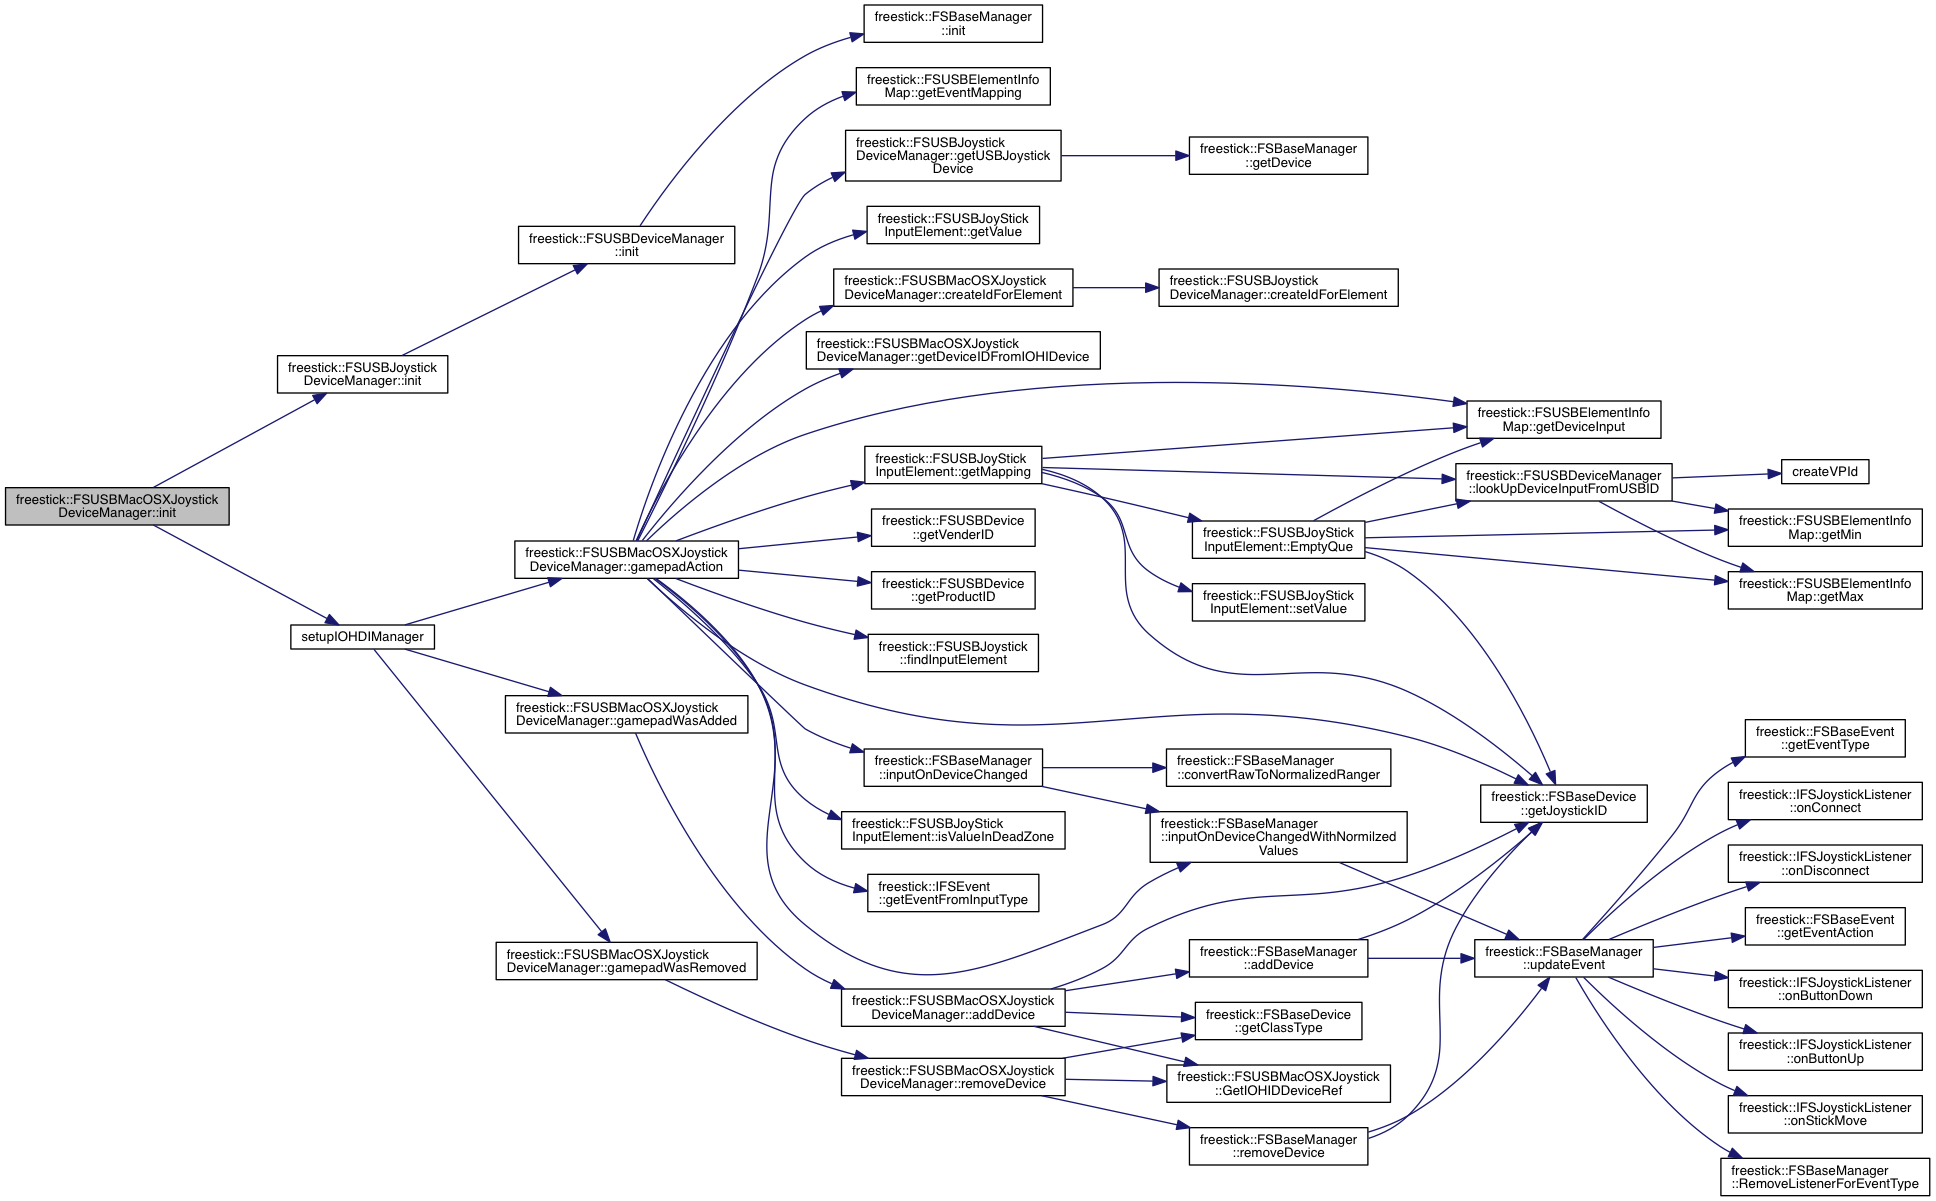 freestick::FSBaseManager
::init
freestick::FSUSBElementInfo
Map::getEventMapping
freestick::FSUSBJoystick
DeviceManager::getUSBJoystick
Device
freestick::FSBaseManager
::getDevice
freestick::FSUSBJoyStick
InputElement::getValue
freestick::FSUSBDeviceManager
::init
freestick::FSUSBMacOSXJoystick
DeviceManager::createIdForElement
freestick::FSUSBJoystick
DeviceManager::createIdForElement
freestick::FSUSBMacOSXJoystick
DeviceManager::getDeviceIDFromIOHIDevice
freestick::FSUSBJoystick
DeviceManager::init
freestick::FSUSBElementInfo
Map::getDeviceInput
freestick::FSUSBJoyStick
InputElement::getMapping
freestick::FSUSBDeviceManager
::lookUpDeviceInputFromUSBID
createVPId
freestick::FSUSBMacOSXJoystick
DeviceManager::init
freestick::FSUSBDevice
::getVenderID
freestick::FSUSBJoyStick
InputElement::EmptyQue
freestick::FSUSBElementInfo
Map::getMin
freestick::FSUSBMacOSXJoystick
DeviceManager::gamepadAction
freestick::FSUSBDevice
::getProductID
freestick::FSUSBElementInfo
Map::getMax
freestick::FSUSBJoyStick
InputElement::setValue
setupIOHDIManager
freestick::FSUSBJoystick
::findInputElement
freestick::FSUSBMacOSXJoystick
DeviceManager::gamepadWasAdded
freestick::FSBaseEvent
::getEventType
freestick::FSBaseManager
::inputOnDeviceChanged
freestick::FSBaseManager
::convertRawToNormalizedRanger
freestick::FSBaseDevice
::getJoystickID
freestick::IFSJoystickListener
::onConnect
freestick::FSUSBJoyStick
InputElement::isValueInDeadZone
freestick::FSBaseManager
::inputOnDeviceChangedWithNormilzed
Values
freestick::IFSJoystickListener
::onDisconnect
freestick::IFSEvent
::getEventFromInputType
freestick::FSBaseEvent
::getEventAction
freestick::FSUSBMacOSXJoystick
DeviceManager::gamepadWasRemoved
freestick::FSBaseManager
::addDevice
freestick::FSBaseManager
::updateEvent
freestick::IFSJoystickListener
::onButtonDown
freestick::FSUSBMacOSXJoystick
DeviceManager::addDevice
freestick::FSBaseDevice
::getClassType
freestick::IFSJoystickListener
::onButtonUp
freestick::FSUSBMacOSXJoystick
DeviceManager::removeDevice
freestick::FSUSBMacOSXJoystick
::GetIOHIDDeviceRef
freestick::IFSJoystickListener
::onStickMove
freestick::FSBaseManager
::removeDevice
freestick::FSBaseManager
::RemoveListenerForEventType